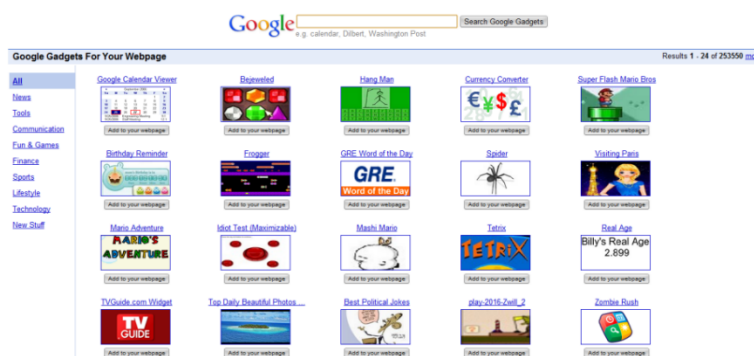 Google
Search Google Gadgets
e.g. calendar, Dilbert, Washington Post
Google Gadgets For Your Webpage
Results 1 - 24 of 253550
All
News
Tools
Communication
Fun & Games
Finance
Sports
Lifestyle
Technology
New Stuff
Google Calendar Viewer
Bejeweled
Hang Man
Currency Converter
Super Flash Mario Bros
Add to your webpage
Add to your webpage
Add to your webpage
Add to your webpage
Add to your webpage
Birthday Reminder
Frogger
GRE Word of the Day
Spider
Visiting Paris
GRE
Word of the Day
Add to your webpage
Add to your webpage
Add to your webpage
Add to your webpage
Add to your webpage
Mario Adventure
Idiot Test (Maximizable)
Mashi Mario
Tetrix
Real Age
MARIO'S
ADVENTURE
TETRIX
Billy's Real Age
2.899
Add to your webpage
Add to your webpage
Add to your webpage
Add to your webpage
Add to your webpage
TVGuide.com Widget
Top Daily Beautiful Photos ...
Best Political Jokes
play-2016-Zwill_2
Zombie Rush
TV
GUIDE
Add to your webpage
Add to your webpage
Add to your webpage
Add to your webpage
Add to your webpage